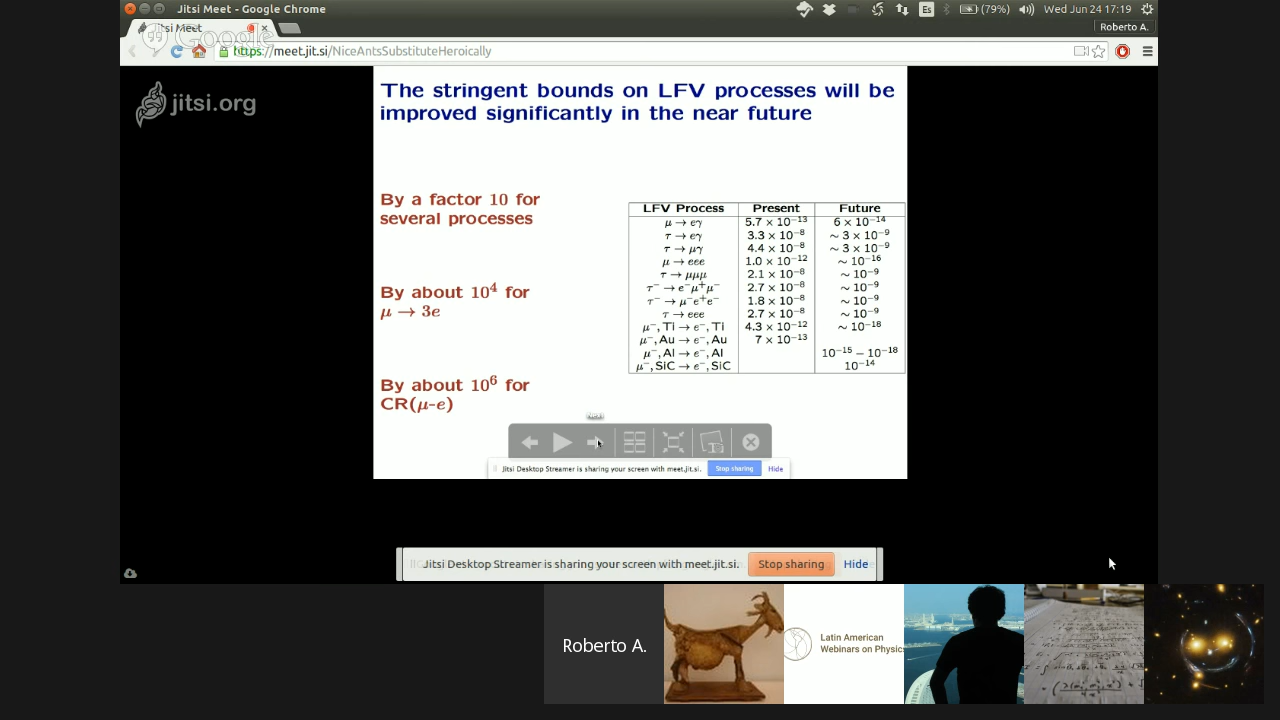 Jitsi Meet - Google Chrome
Es
(79%)
Wed Jun 24 17:19
Jitsi Meet
Google
Roberto A.
https://meet.jit.si/NiceAntsSubstituteHeroically
jitsi.org
The stringent bounds on LFV processes will be
improved significantly in the near future
By a factor 10 for
several processes
By about 10⁴ for
μ → 3e
By about 10⁶ for
CR(μ-e)
LFV Process Present Future
μ → eγ 5.7 × 10⁻¹³ 6 × 10⁻¹⁴
τ → eγ 3.3 × 10⁻⁸ ~ 3 × 10⁻⁹
τ → μγ 4.4 × 10⁻⁸ ~ 3 × 10⁻⁹
μ → eee 1.0 × 10⁻¹² ~ 10⁻¹⁶
τ → μμμ 2.1 × 10⁻⁸ ~ 10⁻⁹
τ⁻ → e⁻μ⁺μ⁻ 2.7 × 10⁻⁸ ~ 10⁻⁹
τ⁻ → μ⁻e⁺e⁻ 1.8 × 10⁻⁸ ~ 10⁻⁹
τ → eee 2.7 × 10⁻⁸ ~ 10⁻⁹
μ⁻, Ti → e⁻, Ti 4.3 × 10⁻¹² ~ 10⁻¹⁸
μ⁻, Au → e⁻, Au 7 × 10⁻¹³
μ⁻, Al → e⁻, Al 10⁻¹⁵ − 10⁻¹⁸
μ⁻, SiC → e⁻, SiC 10⁻¹⁴
Next
Jitsi Desktop Streamer is sharing your screen with meet.jit.si. Stop sharing Hide
Jitsi Desktop Streamer is sharing your screen with meet.jit.si. Stop sharing Hide
Roberto A.
Latin American
Webinars on Physics